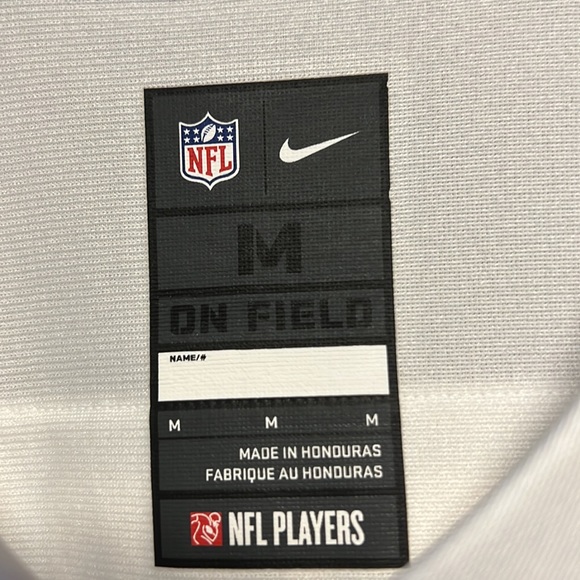 NFL
M
ON FIELD
NAME/#
M M M
MADE IN HONDURAS
FABRIQUE AU HONDURAS
NFL PLAYERS